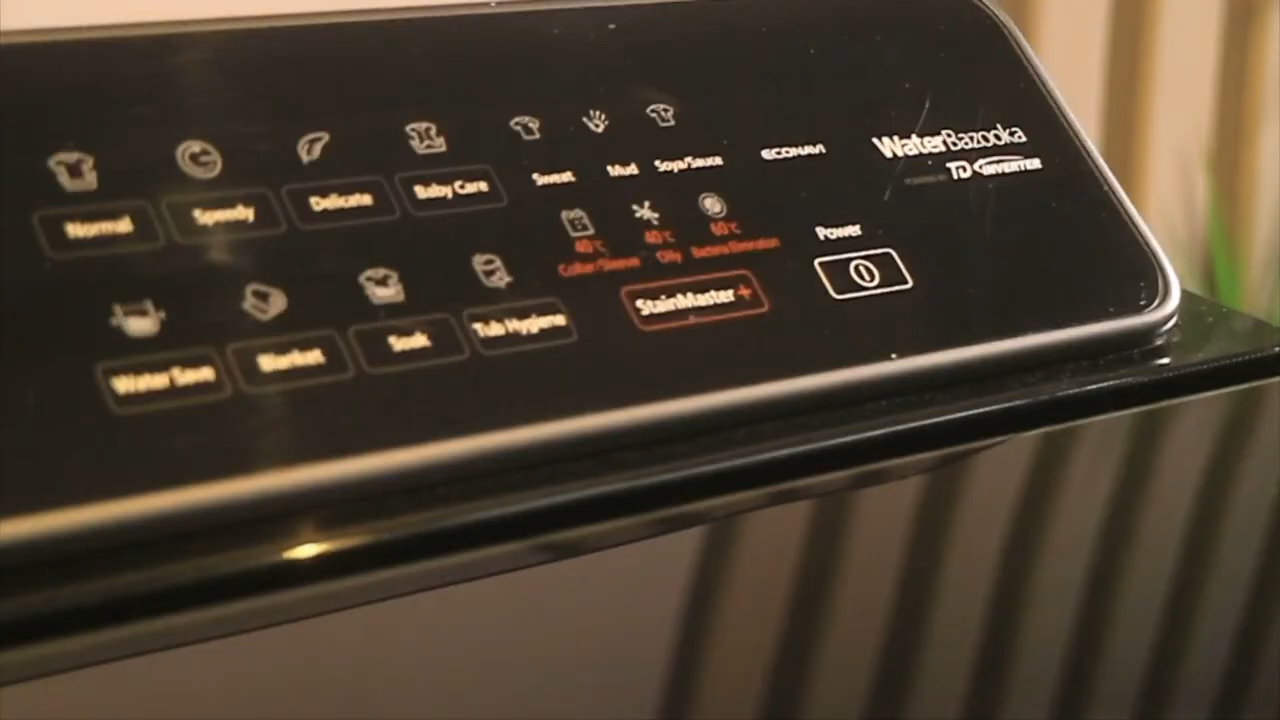 Normal
Speedy
Delicate
Baby Care
Sweat
Mud
Soya/Sauce
ECONAVI
WaterBazooka
TD INVERTER
40℃
40℃
60℃
Collar/Sleeve
Oily
Bacteria Elimination
Power
Water Save
Blanket
Soak
Tub Hygiene
StainMaster+